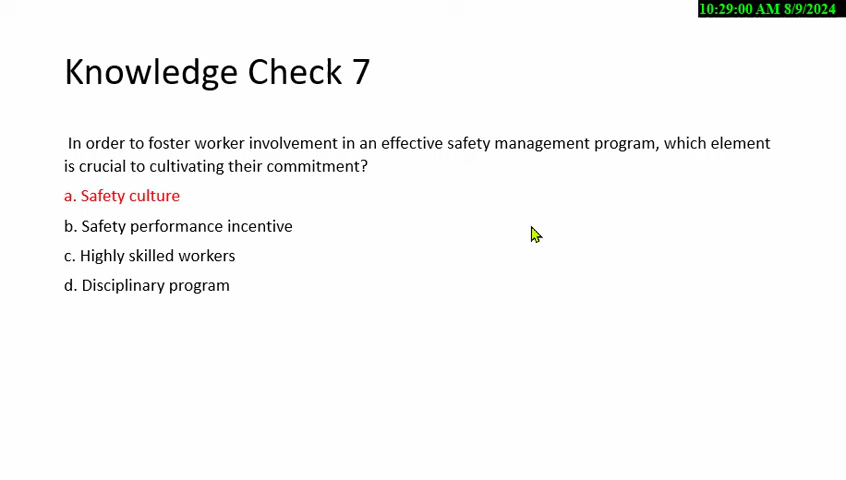 10:29:00 AM 8/9/2024
Knowledge Check 7
In order to foster worker involvement in an effective safety management program, which element
is crucial to cultivating their commitment?
a. Safety culture
b. Safety performance incentive
c. Highly skilled workers
d. Disciplinary program